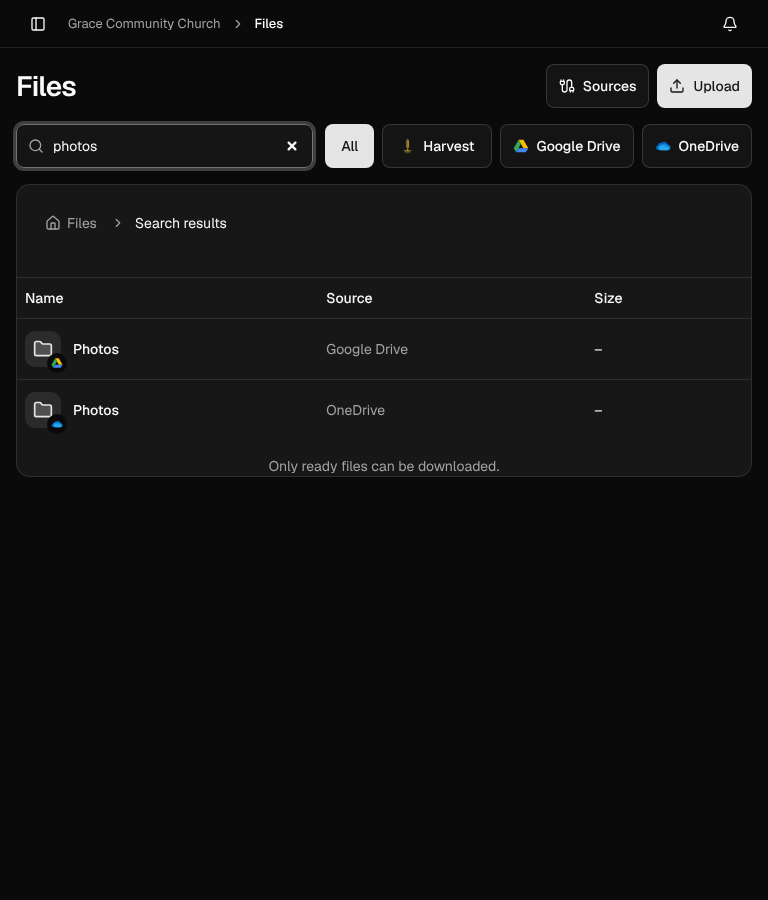 Grace Community Church > Files
Files
Sources
Upload
photos
All
Harvest
Google Drive
OneDrive
Files > Search results
Name Source Size
Photos Google Drive –
Photos OneDrive –
Only ready files can be downloaded.